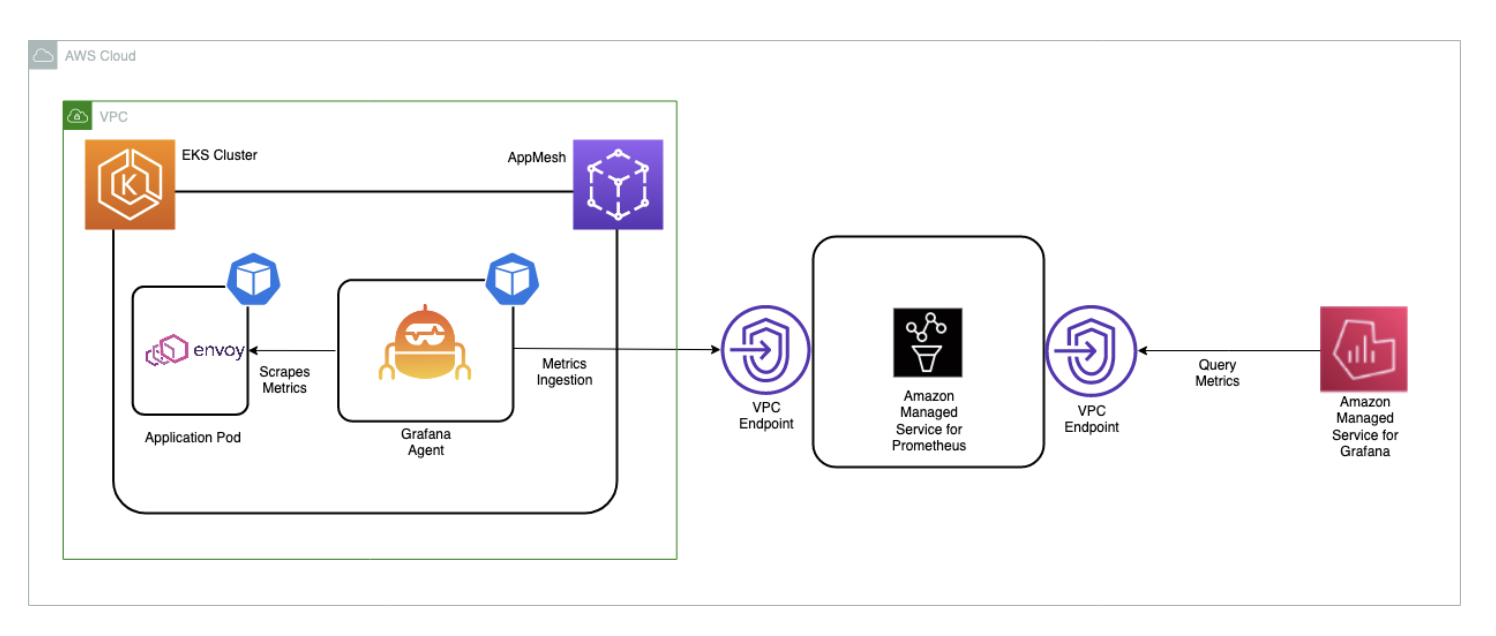 AWS Cloud
VPC
EKS Cluster
AppMesh
envoy
Scrapes
Metrics
Application Pod
Grafana
Agent
Metrics
Ingestion
VPC
Endpoint
Amazon
Managed
Service for
Prometheus
VPC
Endpoint
Query
Metrics
Amazon
Managed
Service for
Grafana